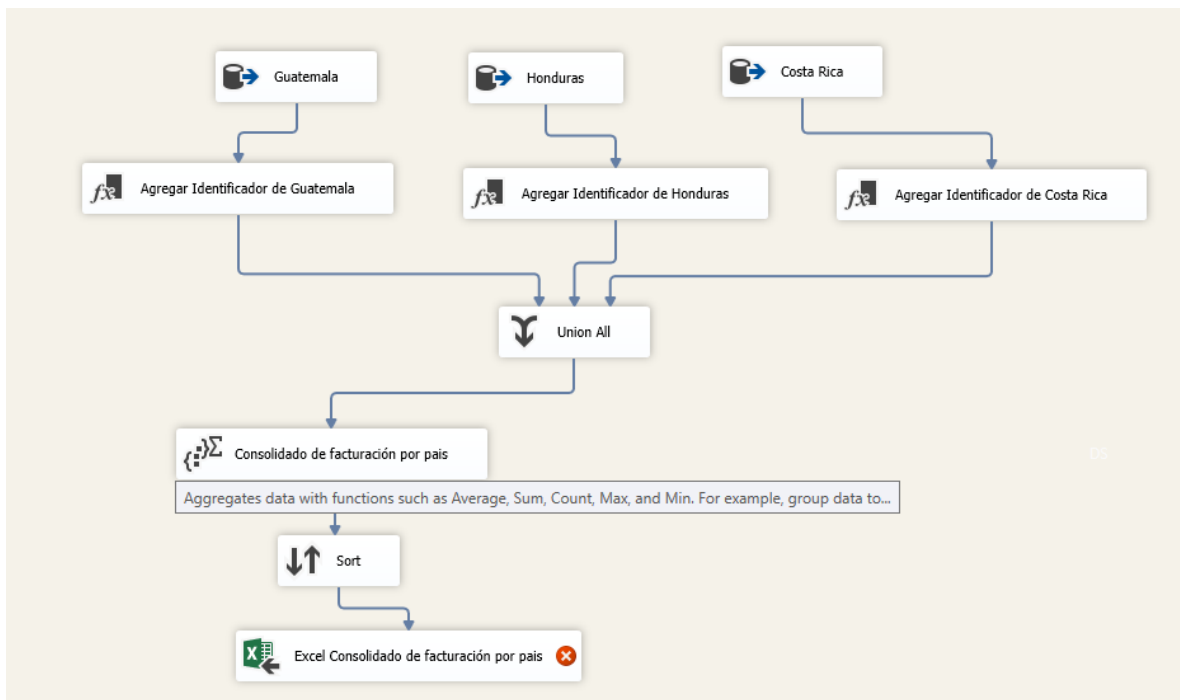 Guatemala
Honduras
Costa Rica
Agregar Identificador de Guatemala
Agregar Identificador de Honduras
Agregar Identificador de Costa Rica
Union All
Consolidado de facturación por pais
DS
Aggregates data with functions such as Average, Sum, Count, Max, and Min. For example, group data to...
Sort
Excel Consolidado de facturación por pais